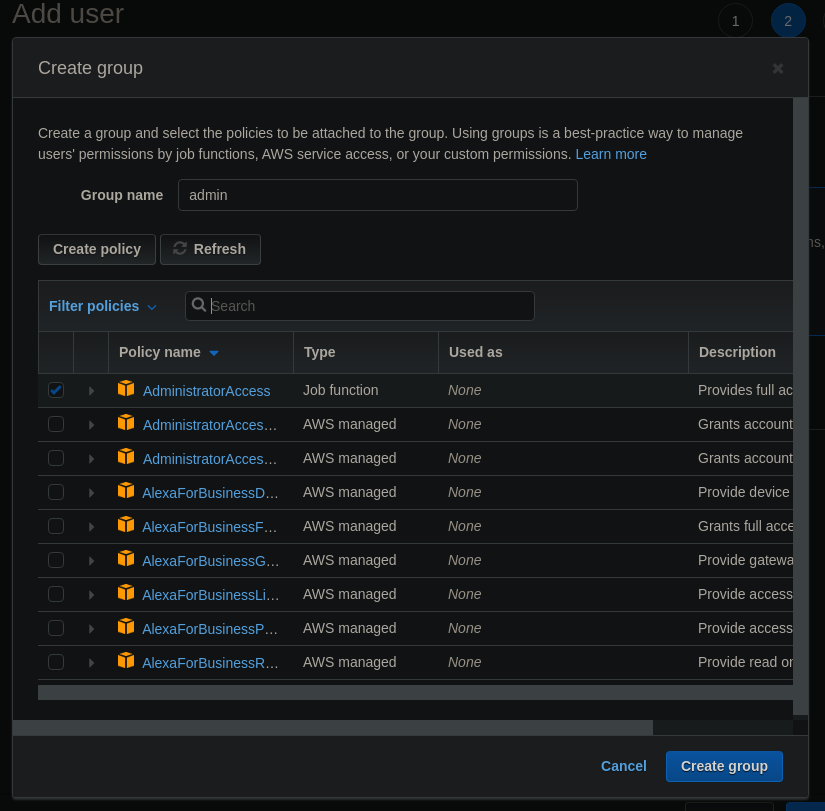 Add user
1
2
Create group
Create a group and select the policies to be attached to the group. Using groups is a best-practice way to manage
users' permissions by job functions, AWS service access, or your custom permissions. Learn more
Group name
admin
Create policy
Refresh
Filter policies
Search
Policy name Type Used as Description
AdministratorAccess Job function None Provides full ac
AdministratorAcces… AWS managed None Grants account
AdministratorAcces… AWS managed None Grants account
AlexaForBusinessD… AWS managed None Provide device
AlexaForBusinessF… AWS managed None Grants full acce
AlexaForBusinessG… AWS managed None Provide gatewa
AlexaForBusinessLi… AWS managed None Provide access
AlexaForBusinessP… AWS managed None Provide access
AlexaForBusinessR… AWS managed None Provide read on
Cancel
Create group